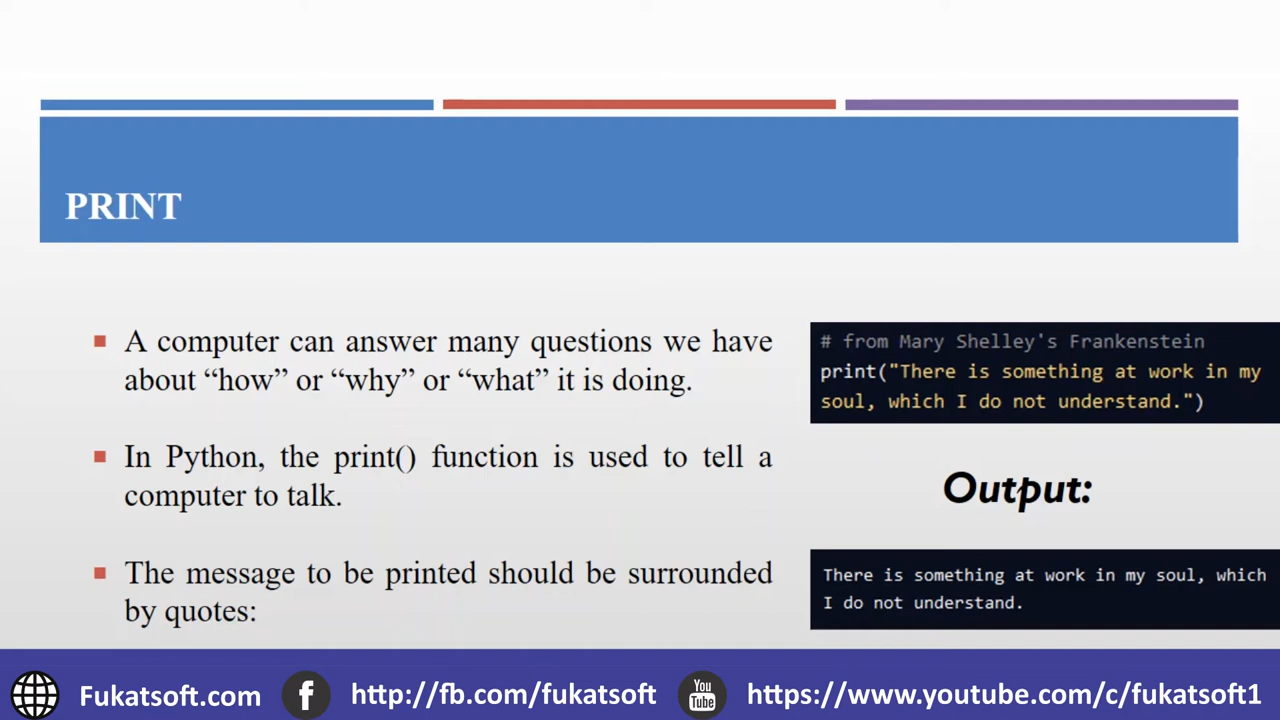 PRINT
A computer can answer many questions we have
about “how” or “why” or “what” it is doing.
In Python, the print() function is used to tell a
computer to talk.
The message to be printed should be surrounded
by quotes:
# from Mary Shelley's Frankenstein
print("There is something at work in my
soul, which I do not understand.")
Output:
There is something at work in my soul, which
I do not understand.
Fukatsoft.com
f
http://fb.com/fukatsoft
You
Tube
https://www.youtube.com/c/fukatsoft1